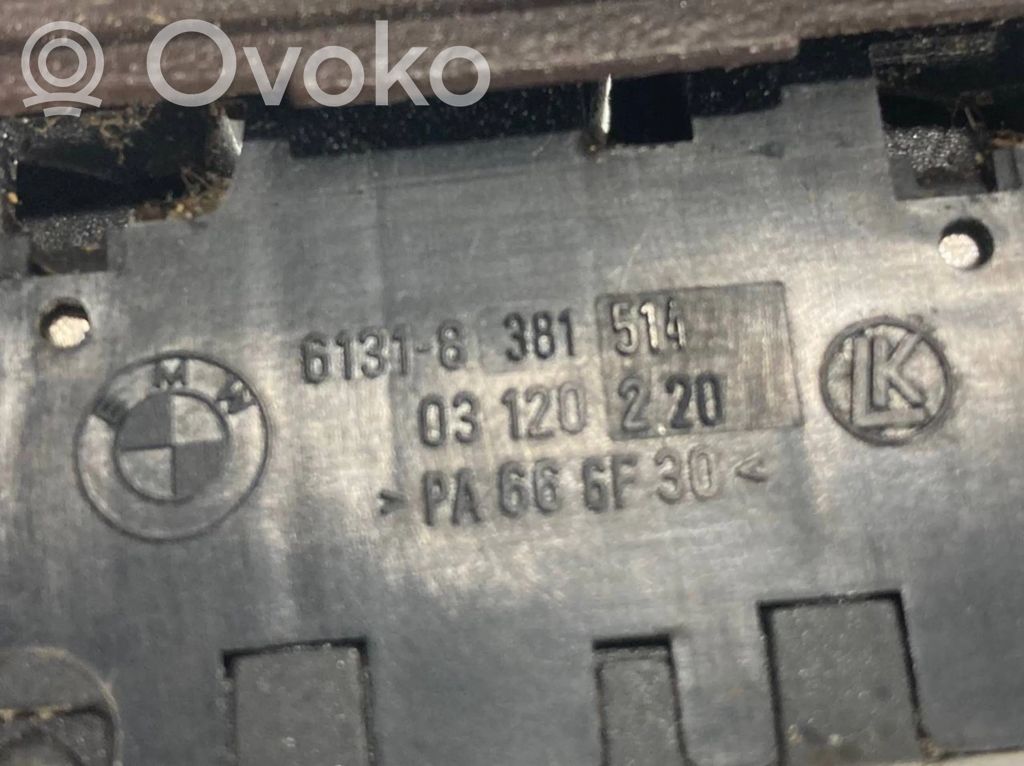 Ovoko
6131-8 381 514
BMW
03 120 2.20
LK
>PA 66 GF 30<